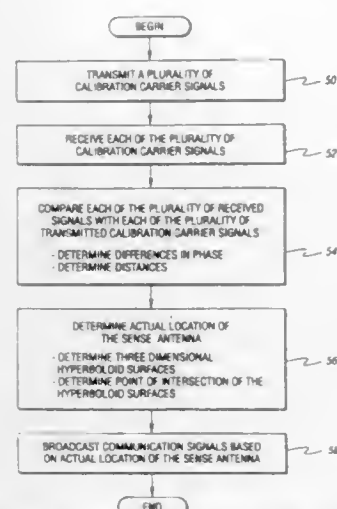 BEGIN
TRANSMIT A PLURALITY OF
CALIBRATION CARRIER SIGNALS
50
RECEIVE EACH OF THE PLURALITY OF
CALIBRATION CARRIER SIGNALS
52
COMPARE EACH OF THE PLURALITY OF RECEIVED
SIGNALS WITH EACH OF THE PLURALITY OF
TRANSMITTED CALIBRATION CARRIER SIGNALS
- DETERMINE DIFFERENCES IN PHASE
- DETERMINE DISTANCES
54
DETERMINE ACTUAL LOCATION OF
THE SENSE ANTENNA
- DETERMINE THREE DIMENSIONAL
HYPERBOLOID SURFACES
- DETERMINE POINT OF INTERSECTION OF THE
HYPERBOLOID SURFACES
56
BROADCAST COMMUNICATION SIGNALS BASED
ON ACTUAL LOCATION OF THE SENSE ANTENNA
58
END